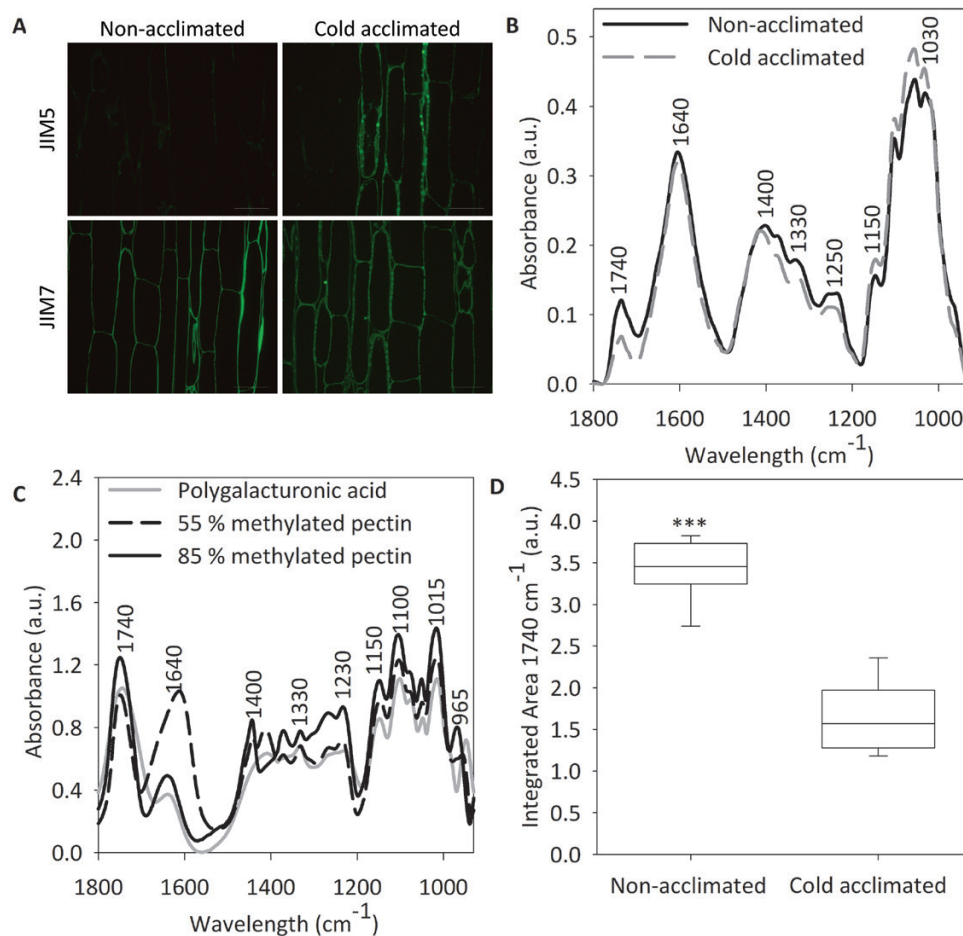 A
Non-acclimated
Cold acclimated
JIM5
JIM7
B
Non-acclimated
Cold acclimated
Absorbance (a.u.)
0.5
0.4
0.3
0.2
0.1
0.0
1740
1640
1400
1330
1250
1150
1030
1800 1600 1400 1200 1000
Wavelength (cm-1)
C
Polygalacturonic acid
55 % methylated pectin
85 % methylated pectin
Absorbance (a.u.)
2.4
2.0
1.6
1.2
0.8
0.4
0.0
1740
1640
1400
1330
1230
1150
1100
1015
965
1800 1600 1400 1200 1000
Wavelength (cm-1)
D
Integrated Area 1740 cm-1 (a.u.)
4.5
4.0
3.5
3.0
2.5
2.0
1.5
1.0
0.5
0.0
***
Non-acclimated Cold acclimated